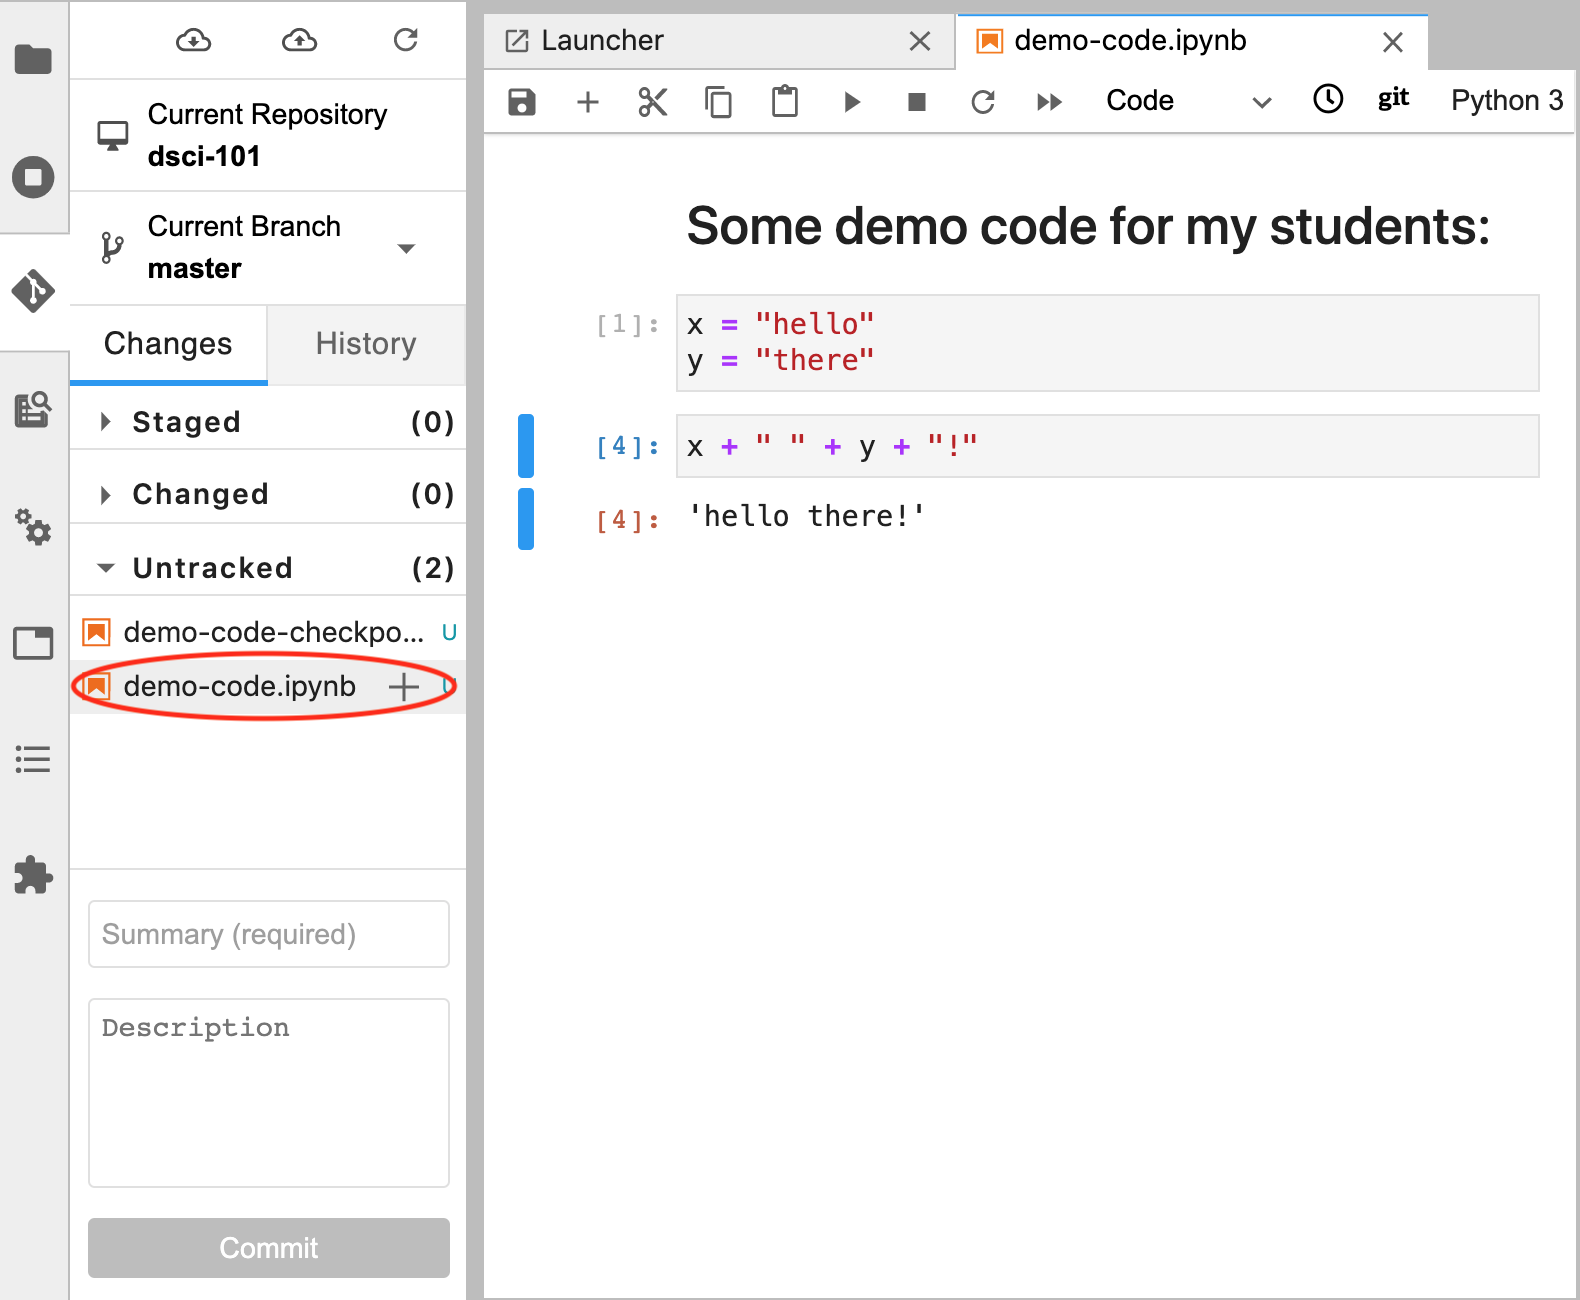 Current Repository
dsci-101
Current Branch
master
Changes History
Staged (0)
Changed (0)
Untracked (2)
demo-code-checkpo... U
demo-code.ipynb U
Summary (required)
Description
Commit
Launcher demo-code.ipynb
Code git Python 3
Some demo code for my students:
[1]: x = "hello"
y = "there"
[4]: x + " " + y + "!"
[4]: 'hello there!'